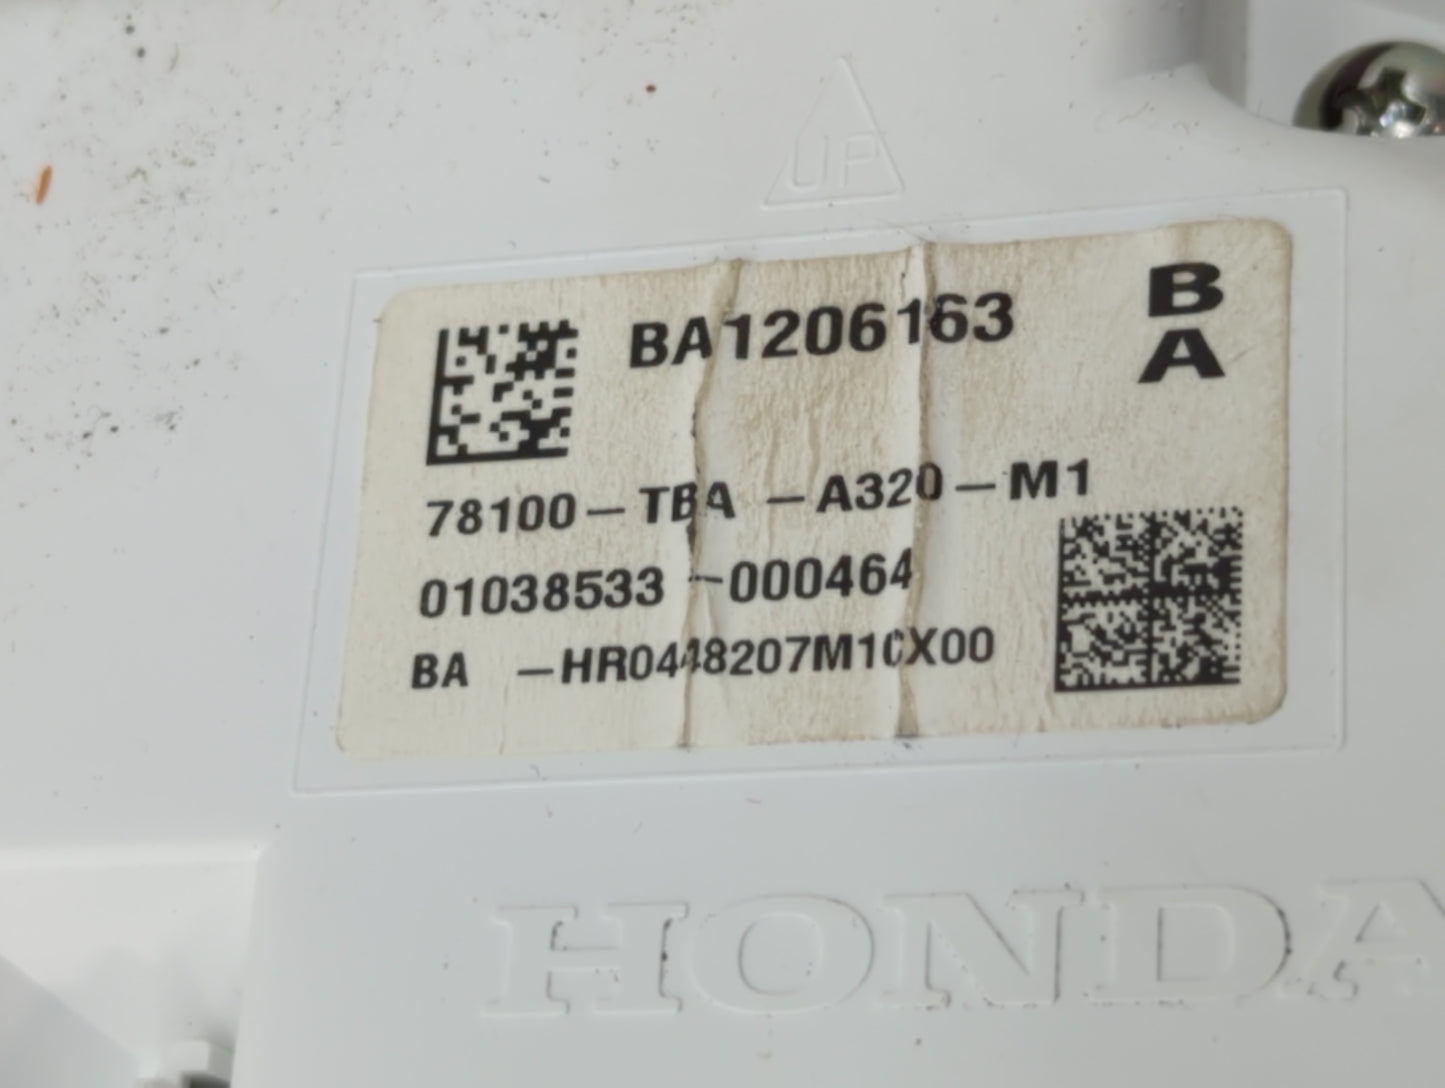 UP
BA1206163
B
A
78100-TBA -A320-M1
01038533 -000464
BA -HR0448207M10X00
HONDA